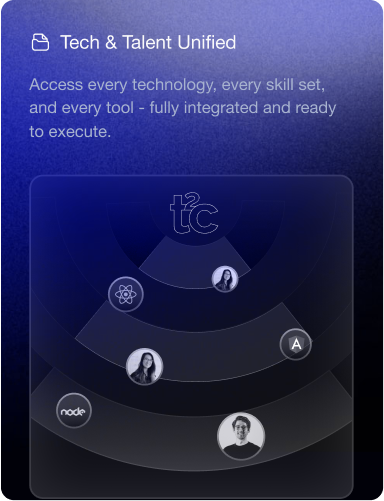 Tech & Talent Unified
Access every technology, every skill set,
and every tool - fully integrated and ready
to execute.
t2c
A
node